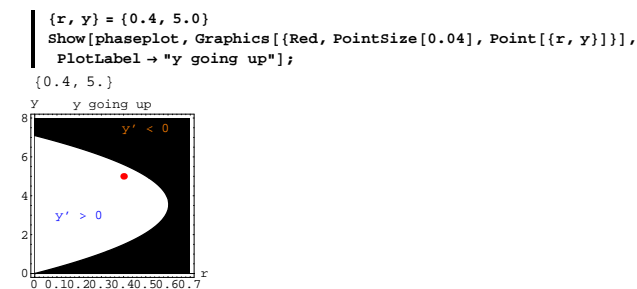 {r, y} = {0.4, 5.0}
Show[phaseplot, Graphics[{Red, PointSize[0.04], Point[{r, y}]}],
PlotLabel → "y going up"];
{0.4, 5.}
y y going up
8
y' < 0
6
4
y' > 0
2
0
r
0 0.10.20.30.40.50.60.7